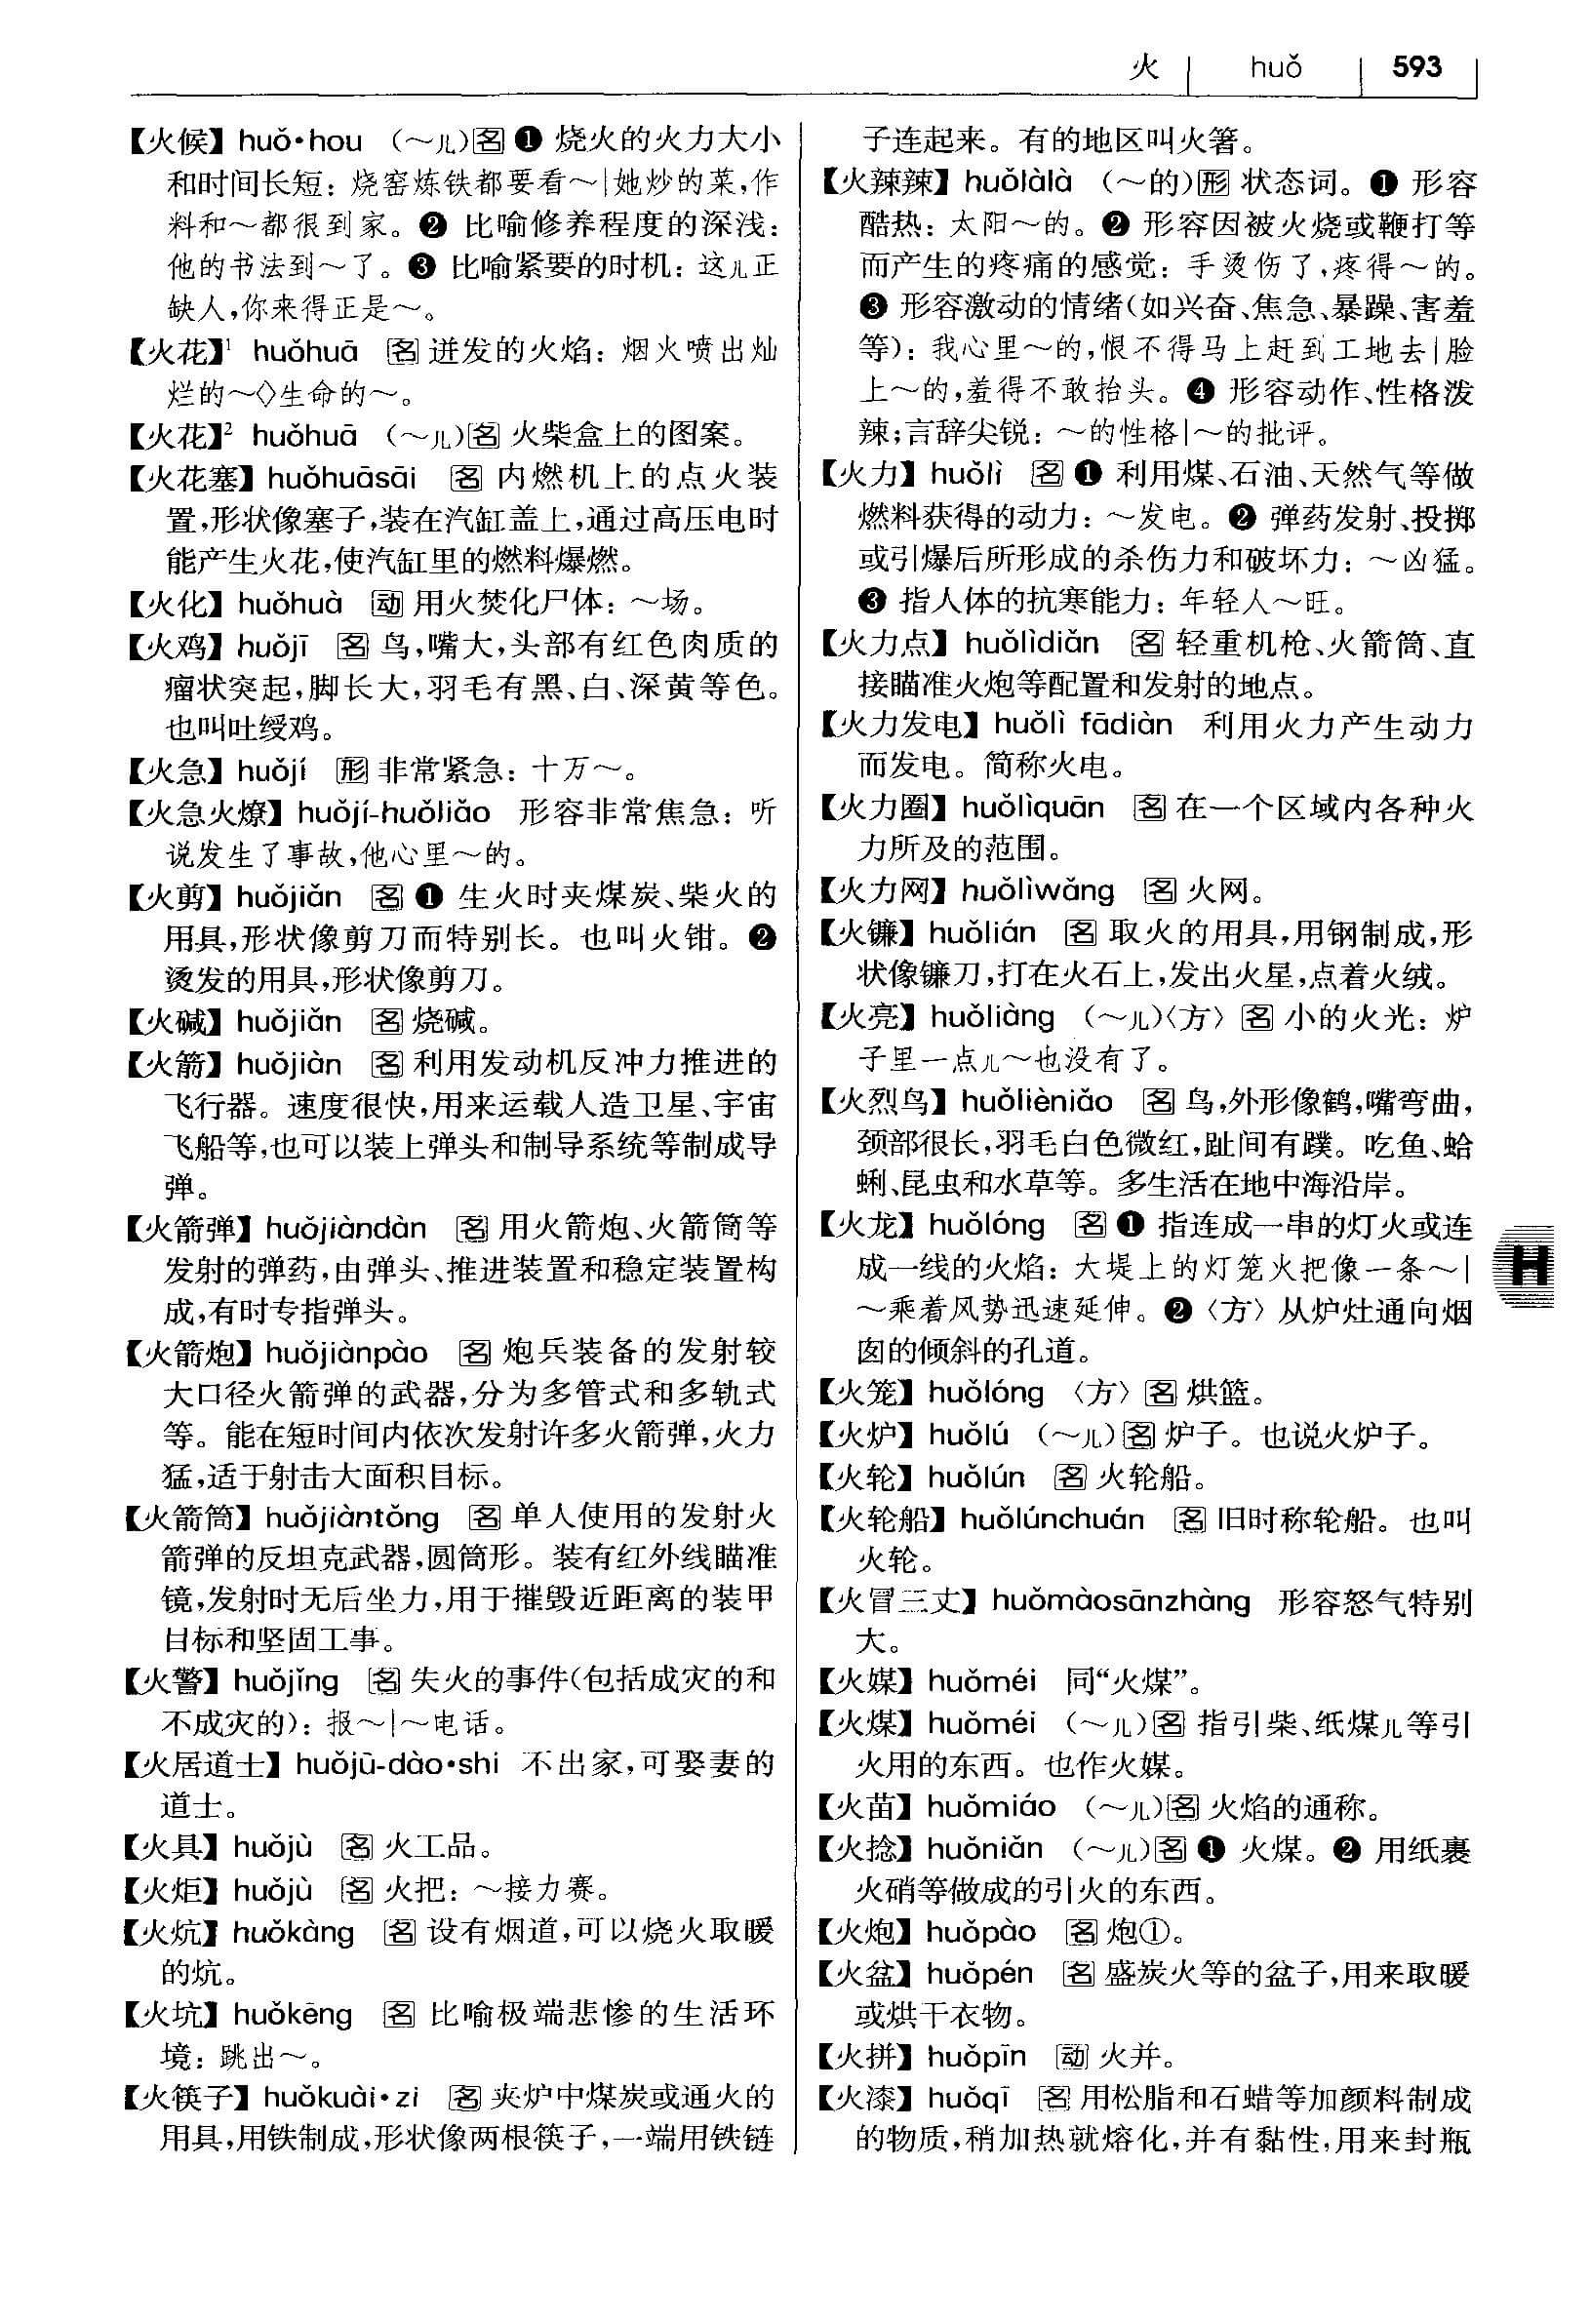 火 huǒ 593
【火候】huǒ•hou （～儿）名 ❶ 烧火的火力大小
和时间长短：烧窑炼铁都要看～|她炒的菜,作
料和～都很到家。❷ 比喻修养程度的深浅：
他的书法到～了。❸ 比喻紧要的时机：这儿正
缺人,你来得正是～。
【火花】¹ huǒhuā 名 迸发的火焰：烟火喷出灿
烂的～◇生命的～。
【火花】² huǒhuā （～儿）名 火柴盒上的图案。
【火花塞】huǒhuāsāi 名 内燃机上的点火装
置,形状像塞子,装在汽缸盖上,通过高压电时
能产生火花,使汽缸里的燃料爆燃。
【火化】huǒhuà 动 用火焚化尸体：～场。
【火鸡】huǒjī 名 鸟,嘴大,头部有红色肉质的
瘤状突起,脚长大,羽毛有黑、白、深黄等色。
也叫吐绶鸡。
【火急】huǒjí 形 非常紧急：十万～。
【火急火燎】huǒjí-huǒliǎo 形容非常焦急：听
说发生了事故,他心里～的。
【火剪】huǒjiǎn 名 ❶ 生火时夹煤炭、柴火的
用具,形状像剪刀而特别长。也叫火钳。❷
烫发的用具,形状像剪刀。
【火碱】huǒjiǎn 名 烧碱。
【火箭】huǒjiàn 名 利用发动机反冲力推进的
飞行器。速度很快,用来运载人造卫星、宇宙
飞船等,也可以装上弹头和制导系统等制成导
弹。
【火箭弹】huǒjiàndàn 名 用火箭炮、火箭筒等
发射的弹药,由弹头、推进装置和稳定装置构
成,有时专指弹头。
【火箭炮】huǒjiànpào 名 炮兵装备的发射较
大口径火箭弹的武器,分为多管式和多轨式
等。能在短时间内依次发射许多火箭弹,火力
猛,适于射击大面积目标。
【火箭筒】huǒjiàntǒng 名 单人使用的发射火
箭弹的反坦克武器,圆筒形。装有红外线瞄准
镜,发射时无后坐力,用于摧毁近距离的装甲
目标和坚固工事。
【火警】huǒjǐng 名 失火的事件（包括成灾的和
不成灾的）：报～|～电话。
【火居道士】huǒjū-dào•shi 不出家,可娶妻的
道士。
【火具】huǒjù 名 火工品。
【火炬】huǒjù 名 火把：～接力赛。
【火炕】huǒkàng 名 设有烟道,可以烧火取暖
的炕。
【火坑】huǒkēng 名 比喻极端悲惨的生活环
境：跳出～。
【火筷子】huǒkuài•zi 名 夹炉中煤炭或通火的
用具,用铁制成,形状像两根筷子,一端用铁链
子连起来。有的地区叫火箸。
【火辣辣】huǒlàlà （～的）形 状态词。❶ 形容
酷热：太阳～的。❷ 形容因被火烧或鞭打等
而产生的疼痛的感觉：手烫伤了,疼得～的。
❸ 形容激动的情绪（如兴奋、焦急、暴躁、害羞
等）：我心里～的,恨不得马上赶到工地去|脸
上～的,羞得不敢抬头。❹ 形容动作、性格泼
辣；言辞尖锐：～的性格|～的批评。
【火力】huǒlì 名 ❶ 利用煤、石油、天然气等做
燃料获得的动力：～发电。❷ 弹药发射、投掷
或引爆后所形成的杀伤力和破坏力：～凶猛。
❸ 指人体的抗寒能力：年轻人～旺。
【火力点】huǒlìdiǎn 名 轻重机枪、火箭筒、直
接瞄准火炮等配置和发射的地点。
【火力发电】huǒlì fādiàn 利用火力产生动力
而发电。简称火电。
【火力圈】huǒlìquān 名 在一个区域内各种火
力所及的范围。
【火力网】huǒlìwǎng 名 火网。
【火镰】huǒlián 名 取火的用具,用钢制成,形
状像镰刀,打在火石上,发出火星,点着火绒。
【火亮】huǒliàng （～儿）〈方〉名 小的火光：炉
子里一点儿～也没有了。
【火烈鸟】huǒlièniǎo 名 鸟,外形像鹤,嘴弯曲,
颈部很长,羽毛白色微红,趾间有蹼。吃鱼、蛤
蜊、昆虫和水草等。多生活在地中海沿岸。
【火龙】huǒlóng 名 ❶ 指连成一串的灯火或连
成一线的火焰：大堤上的灯笼火把像一条～|
～乘着风势迅速延伸。❷〈方〉从炉灶通向烟
囱的倾斜的孔道。
H
【火笼】huǒlóng 〈方〉名 烘篮。
【火炉】huǒlú （～儿）名 炉子。也说火炉子。
【火轮】huǒlún 名 火轮船。
【火轮船】huǒlúnchuán 名 旧时称轮船。也叫
火轮。
【火冒三丈】huǒmàosānzhàng 形容怒气特别
大。
【火媒】huǒméi 同“火煤”。
【火煤】huǒméi （～儿）名 指引柴、纸煤儿等引
火用的东西。也作火媒。
【火苗】huǒmiáo （～儿）名 火焰的通称。
【火捻】huǒniǎn （～儿）名 ❶ 火煤。❷ 用纸裹
火硝等做成的引火的东西。
【火炮】huǒpào 名 炮①。
【火盆】huǒpén 名 盛炭火等的盆子,用来取暖
或烘干衣物。
【火拼】huǒpīn 动 火并。
【火漆】huǒqī 名 用松脂和石蜡等加颜料制成
的物质,稍加热就熔化,并有黏性,用来封瓶